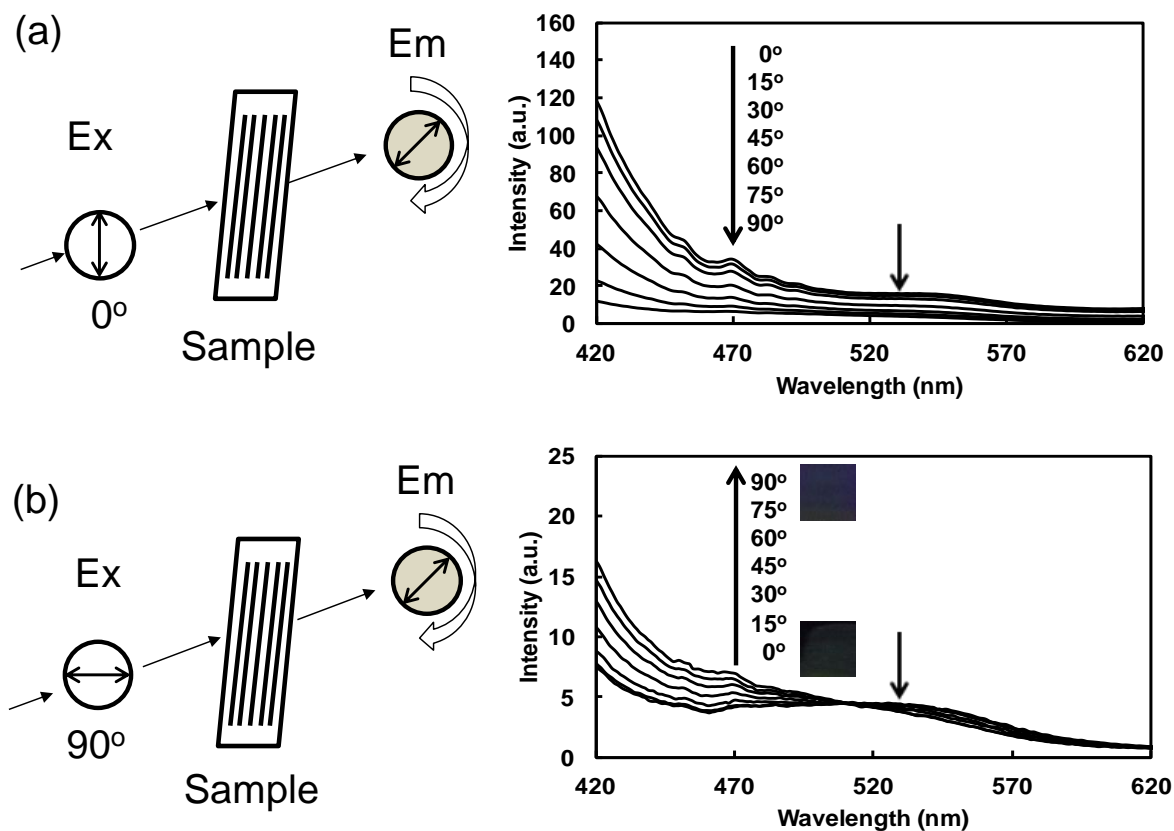 (a)
Ex
0º
Sample
Em
Intensity (a.u.)
160
140
120
100
80
60
40
20
0
0º
15º
30º
45º
60º
75º
90º
420 470 520 570 620
Wavelength (nm)
(b)
Ex
90º
Sample
Em
Intensity (a.u.)
25
20
15
10
5
0
90º
75º
60º
45º
30º
15º
0º
420 470 520 570 620
Wavelength (nm)